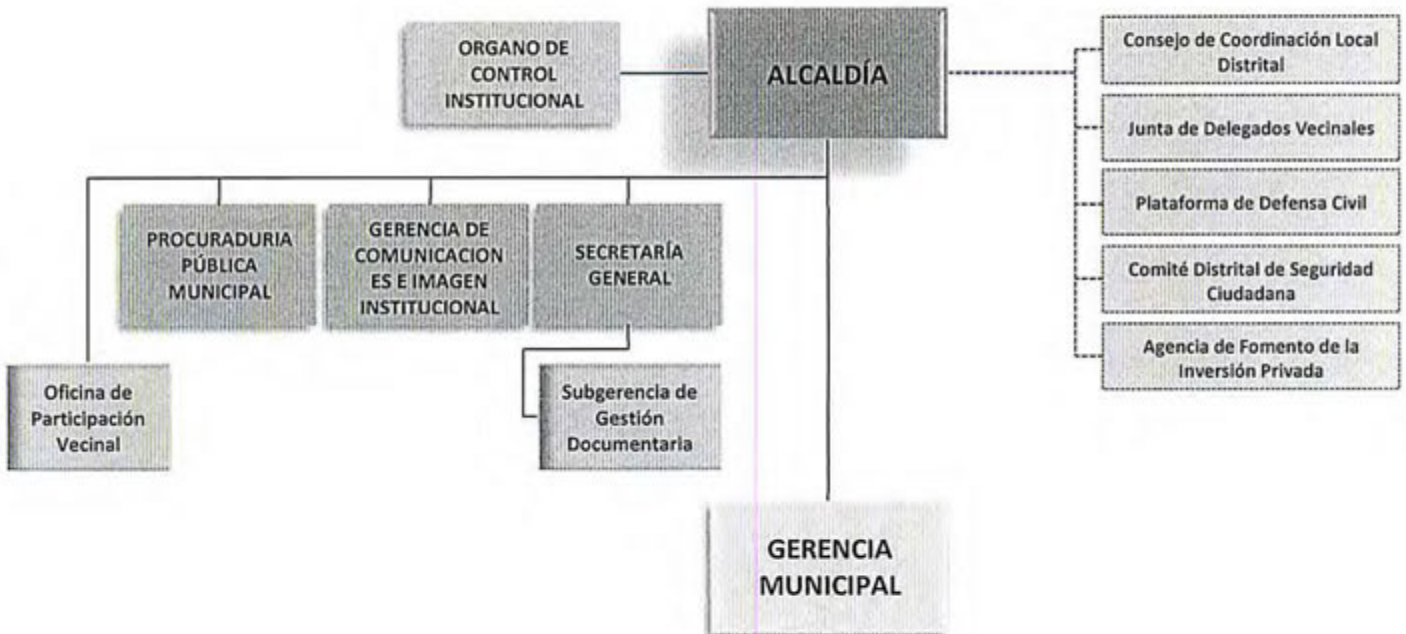 ORGANO DE
CONTROL
INSTITUCIONAL
ALCALDÍA
Consejo de Coordinación Local
Distrital
Junta de Delegados Vecinales
Plataforma de Defensa Civil
Comité Distrital de Seguridad
Ciudadana
Agencia de Fomento de la
Inversión Privada
PROCURADURIA
PÚBLICA
MUNICIPAL
GERENCIA DE
COMUNICACION
ES E IMAGEN
INSTITUCIONAL
SECRETARÍA
GENERAL
Oficina de
Participación
Vecinal
Subgerencia de
Gestión
Documentaria
GERENCIA
MUNICIPAL